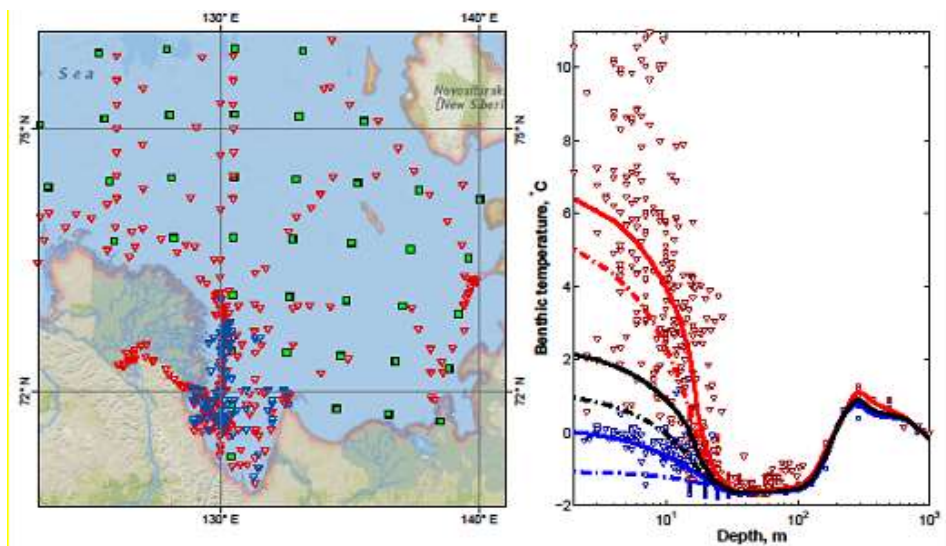 130° E
140° E
Sea
Novosibirsk
(New Siberi
75° N
75° N
72° N
72° N
130° E
140° E
Benthic temperature, °C
10
8
6
4
2
0
−2
10¹
10²
10³
Depth, m